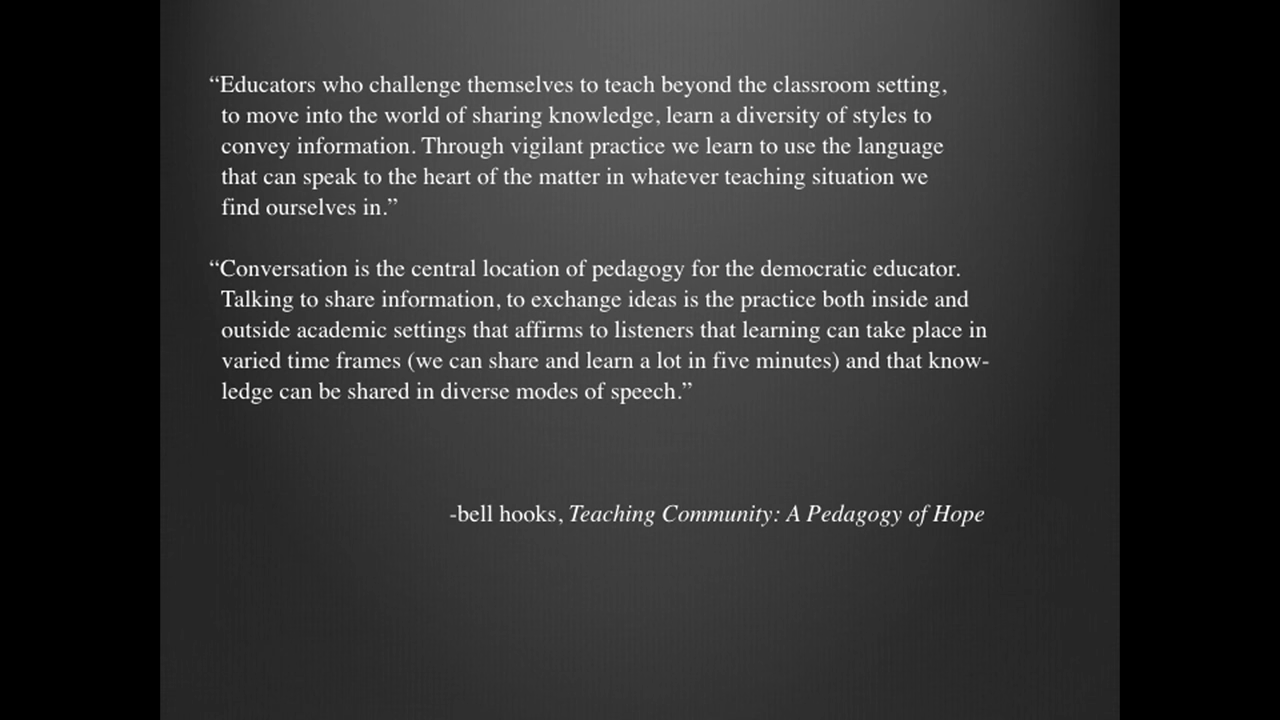 “Educators who challenge themselves to teach beyond the classroom setting,
to move into the world of sharing knowledge, learn a diversity of styles to
convey information. Through vigilant practice we learn to use the language
that can speak to the heart of the matter in whatever teaching situation we
find ourselves in.”
“Conversation is the central location of pedagogy for the democratic educator.
Talking to share information, to exchange ideas is the practice both inside and
outside academic settings that affirms to listeners that learning can take place in
varied time frames (we can share and learn a lot in five minutes) and that know-
ledge can be shared in diverse modes of speech.”
-bell hooks, Teaching Community: A Pedagogy of Hope